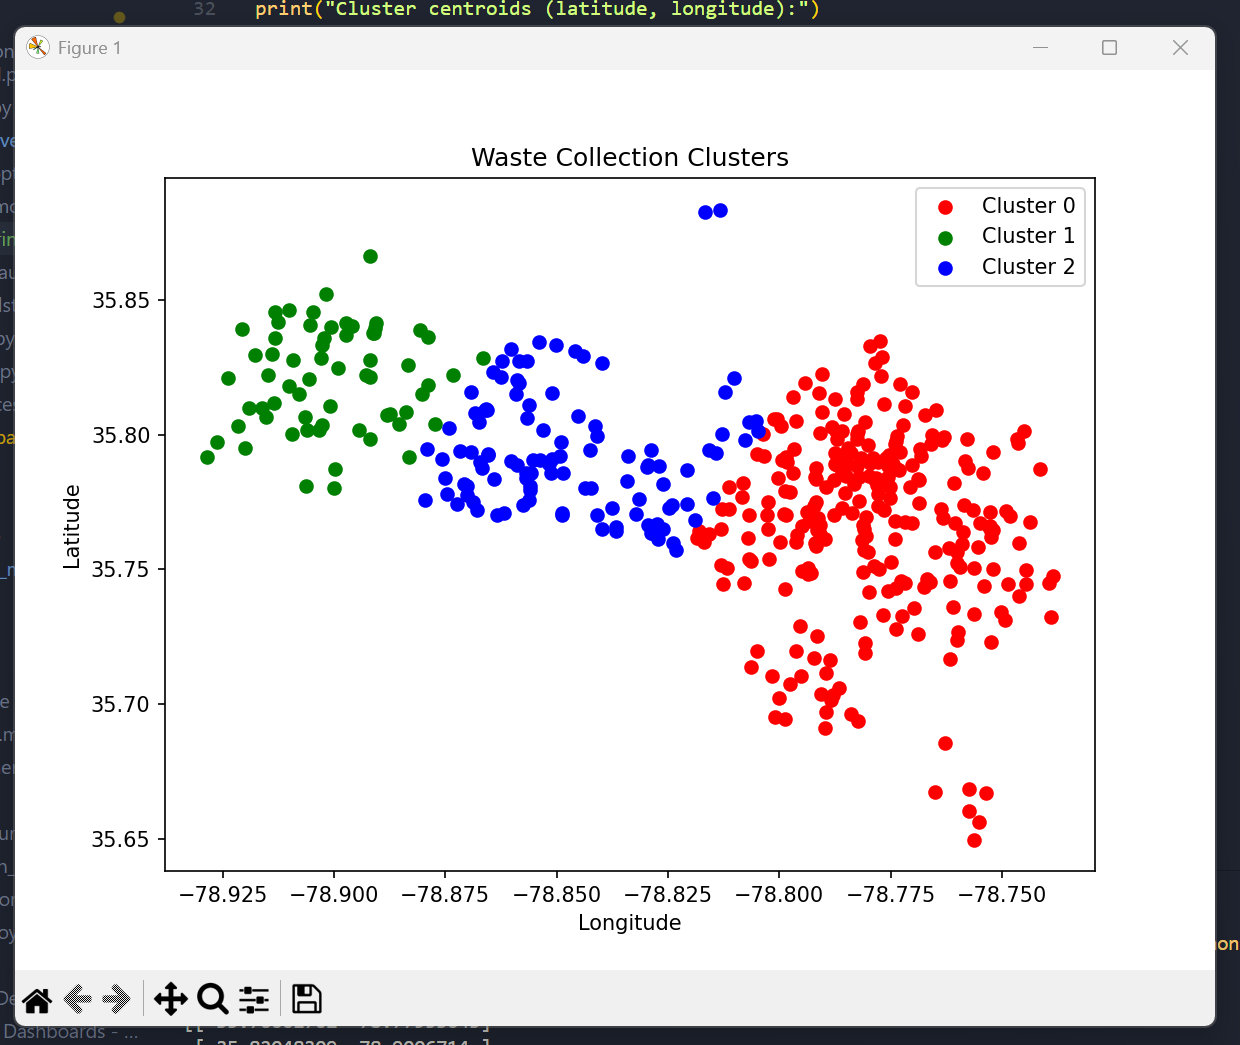 32 print("Cluster centroids (latitude, longitude):")
Figure 1
Waste Collection Clusters
Cluster 0
Cluster 1
Cluster 2
35.85
35.80
35.75
35.70
35.65
Latitude
−78.925 −78.900 −78.875 −78.850 −78.825 −78.800 −78.775 −78.750
Longitude
Dashboards - ...